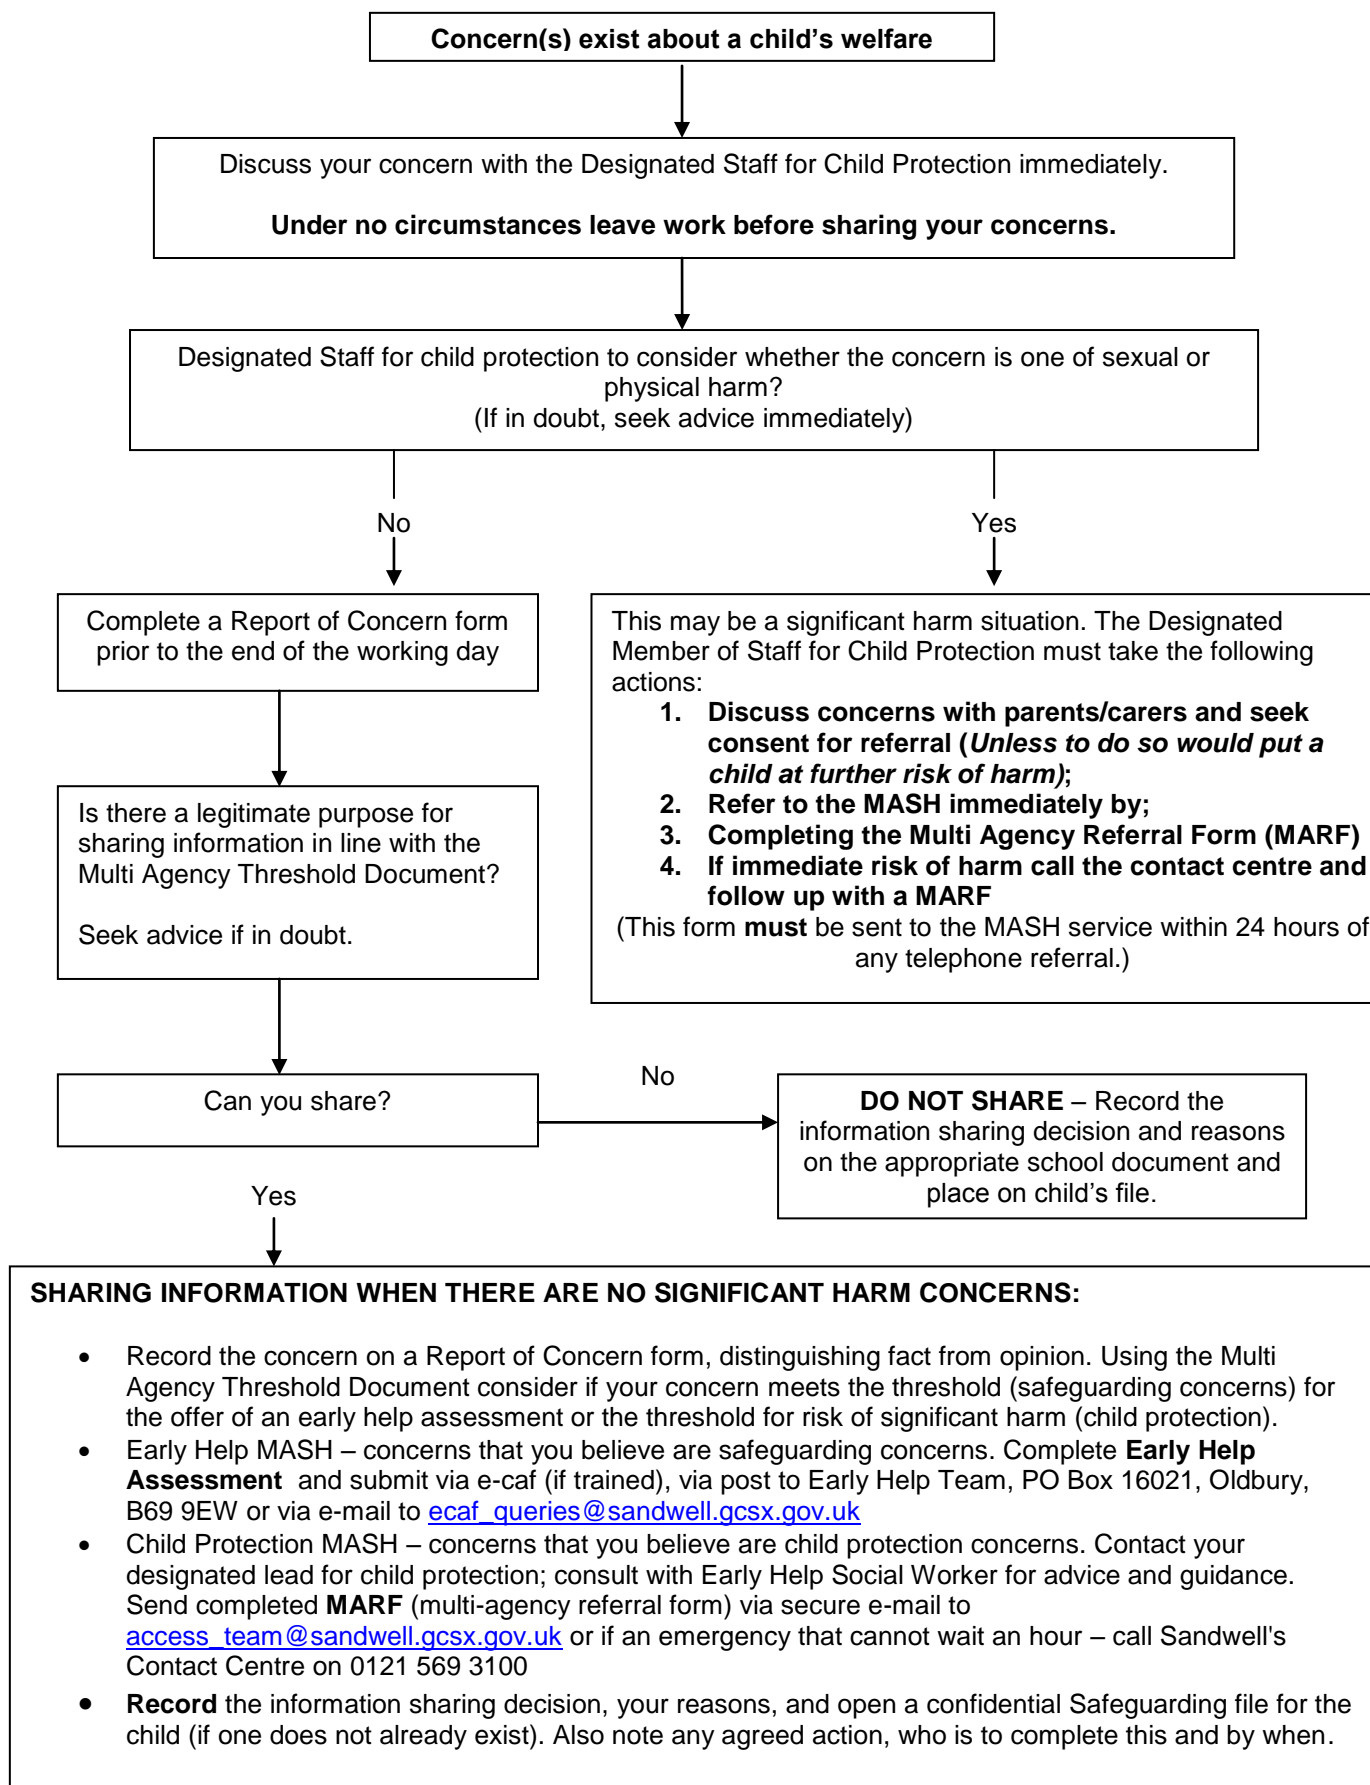 Concern(s) exist about a child's welfare
Discuss your concern with the Designated Staff for Child Protection immediately.
Under no circumstances leave work before sharing your concerns.
Designated Staff for child protection to consider whether the concern is one of sexual or
physical harm?
(If in doubt, seek advice immediately)
No
Yes
Complete a Report of Concern form
prior to the end of the working day
This may be a significant harm situation. The Designated
Member of Staff for Child Protection must take the following
actions:
1. Discuss concerns with parents/carers and seek
consent for referral (Unless to do so would put a
child at further risk of harm);
2. Refer to the MASH immediately by;
3. Completing the Multi Agency Referral Form (MARF)
4. If immediate risk of harm call the contact centre and
follow up with a MARF
(This form must be sent to the MASH service within 24 hours of
any telephone referral.)
Is there a legitimate purpose for
sharing information in line with the
Multi Agency Threshold Document?
Seek advice if in doubt.
Can you share?
No
DO NOT SHARE – Record the
information sharing decision and reasons
on the appropriate school document and
place on child's file.
Yes
SHARING INFORMATION WHEN THERE ARE NO SIGNIFICANT HARM CONCERNS:
• Record the concern on a Report of Concern form, distinguishing fact from opinion. Using the Multi
Agency Threshold Document consider if your concern meets the threshold (safeguarding concerns) for
the offer of an early help assessment or the threshold for risk of significant harm (child protection).
• Early Help MASH – concerns that you believe are safeguarding concerns. Complete Early Help
Assessment and submit via e-caf (if trained), via post to Early Help Team, PO Box 16021, Oldbury,
B69 9EW or via e-mail to ecaf_queries@sandwell.gcsx.gov.uk
• Child Protection MASH – concerns that you believe are child protection concerns. Contact your
designated lead for child protection; consult with Early Help Social Worker for advice and guidance.
Send completed MARF (multi-agency referral form) via secure e-mail to
access_team@sandwell.gcsx.gov.uk or if an emergency that cannot wait an hour – call Sandwell's
Contact Centre on 0121 569 3100
• Record the information sharing decision, your reasons, and open a confidential Safeguarding file for the
child (if one does not already exist). Also note any agreed action, who is to complete this and by when.